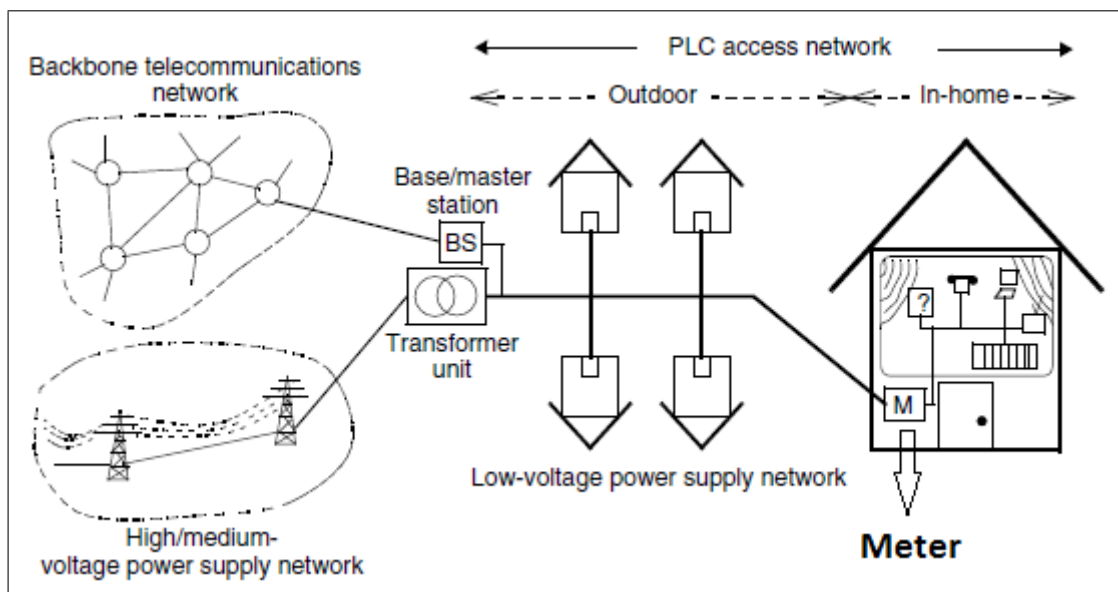 PLC access network
Backbone telecommunications
network
Outdoor
In-home
Base/master
station
BS
?
Transformer
unit
M
Low-voltage power supply network
High/medium-
voltage power supply network
Meter